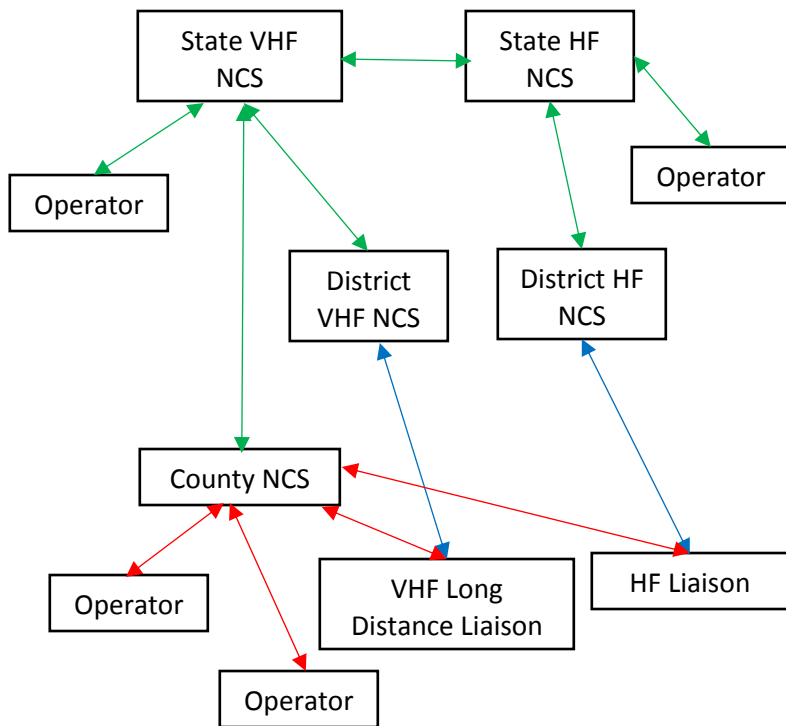 State VHF
NCS
State HF
NCS
Operator
Operator
District
VHF NCS
District HF
NCS
County NCS
Operator
VHF Long
Distance Liaison
HF Liaison
Operator